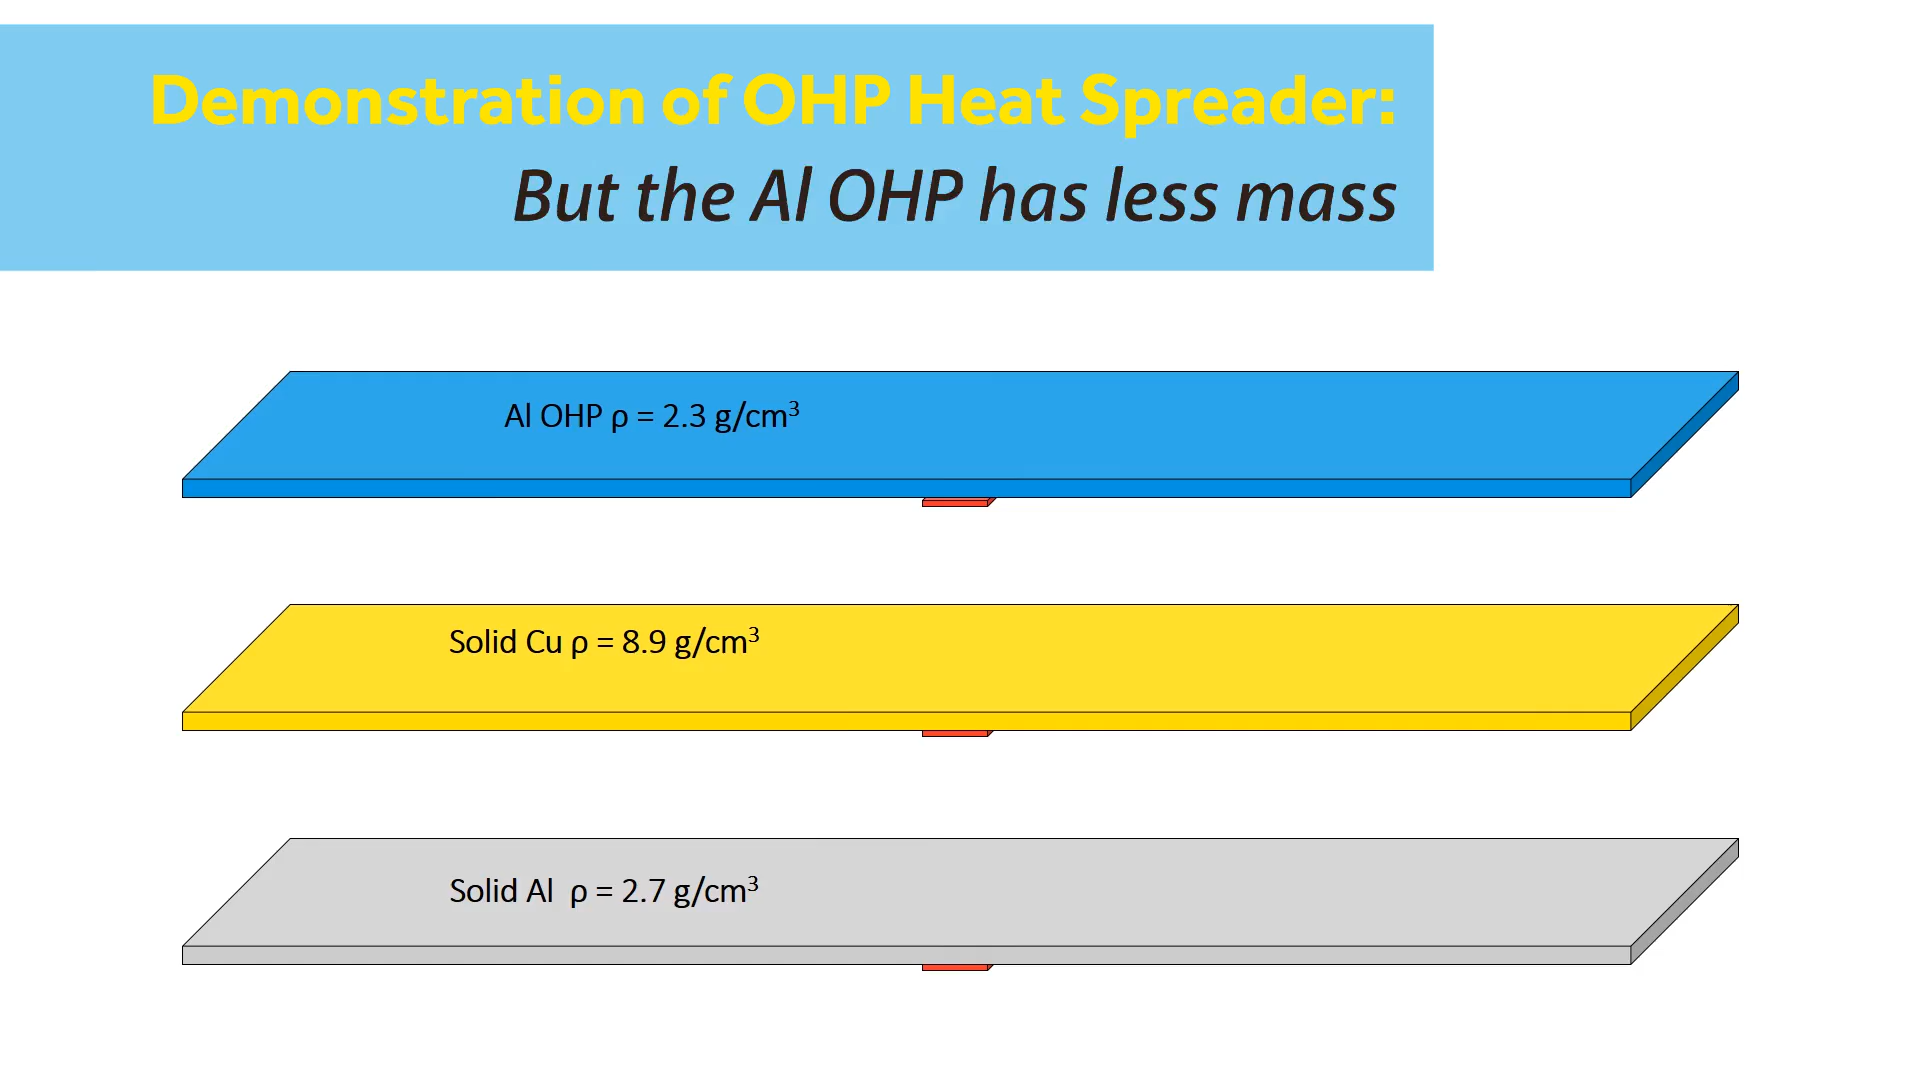 Demonstration of OHP Heat Spreader:
But the Al OHP has less mass
Al OHP ρ = 2.3 g/cm³
Solid Cu ρ = 8.9 g/cm³
Solid Al  ρ = 2.7 g/cm³